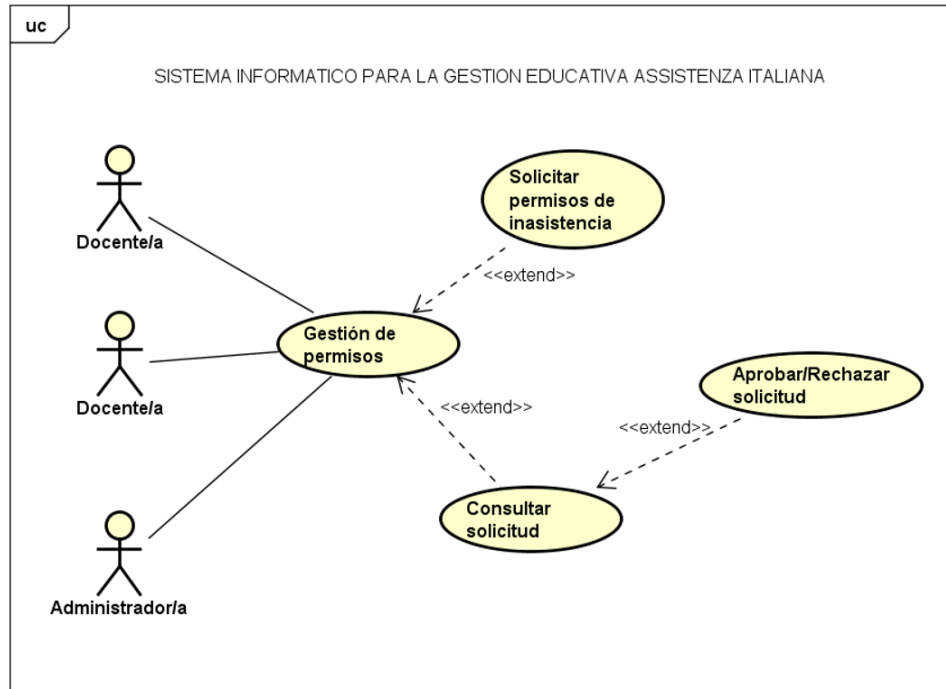 uc
SISTEMA INFORMATICO PARA LA GESTION EDUCATIVA ASSISTENZA ITALIANA
Docente/a
Solicitar
permisos de
inasistencia
<<extend>>
Gestión de
permisos
Docente/a
Aprobar/Rechazar
solicitud
<<extend>>
<<extend>>
Consultar
solicitud
Administrador/a